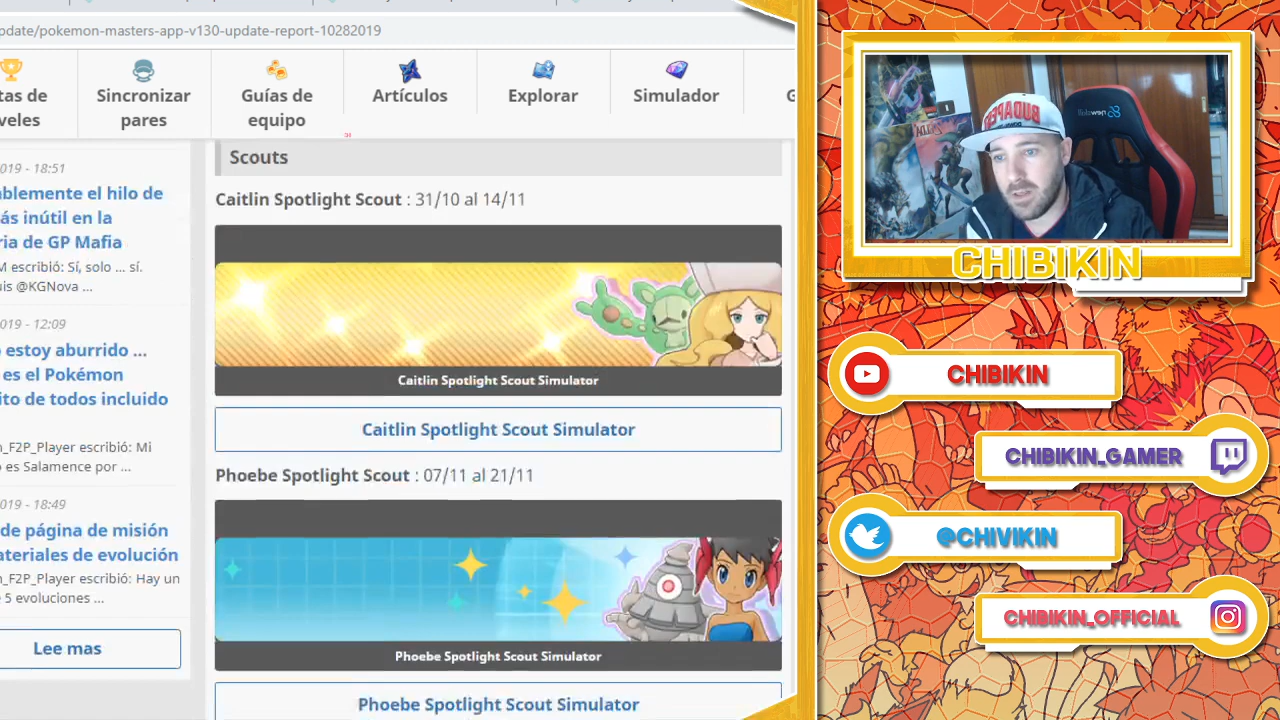 pdate/pokemon-masters-app-v130-update-report-10282019
tas de
veles
Sincronizar
pares
Guías de
equipo
Artículos
Explorar
Simulador
G
019 - 18:51
ablemente el hilo de
ás inútil en la
ria de GP Mafia
M escribió: Sí, solo ... sí.
uis @KGNova ...
019 - 12:09
o estoy aburrido ...
es el Pokémon
ito de todos incluido
n_F2P_Player escribió: Mi
o es Salamence por ...
019 - 18:49
de página de misión
ateriales de evolución
n_F2P_Player escribió: Hay un
e 5 evoluciones ...
Lee mas
Scouts
Caitlin Spotlight Scout : 31/10 al 14/11
Caitlin Spotlight Scout Simulator
Caitlin Spotlight Scout Simulator
Phoebe Spotlight Scout : 07/11 al 21/11
Phoebe Spotlight Scout Simulator
Phoebe Spotlight Scout Simulator
BUDAPEST
CHIBIKIN
CHIBIKIN
CHIBIKIN_GAMER
@CHIVIKIN
CHIBIKIN_OFFICIAL